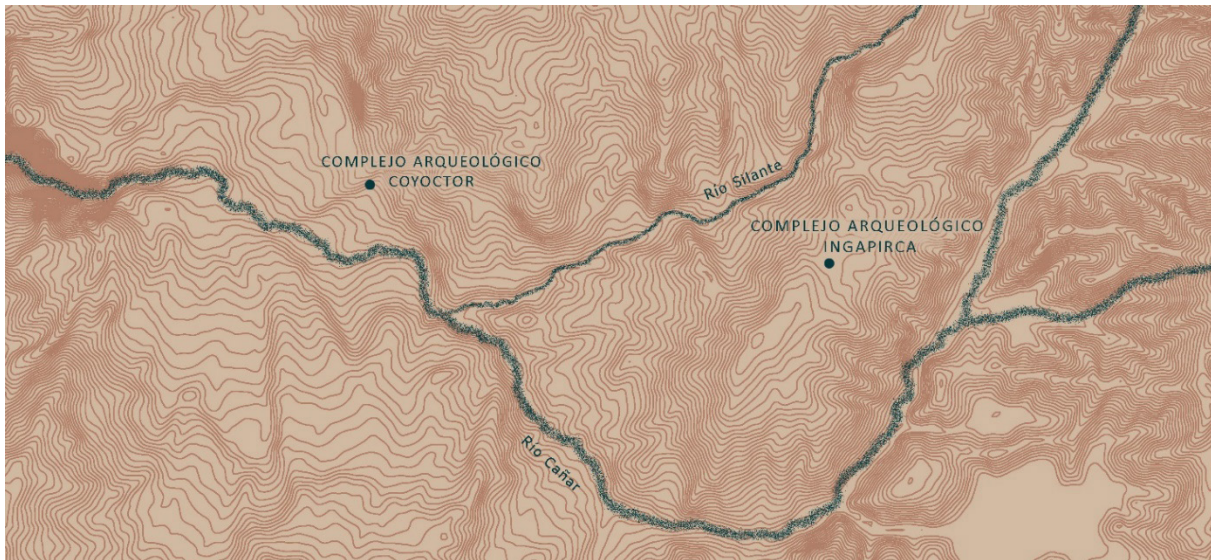 COMPLEJO ARQUEOLÓGICO
COYOCTOR
Río Silante
COMPLEJO ARQUEOLÓGICO
INGAPIRCA
Río Cañar